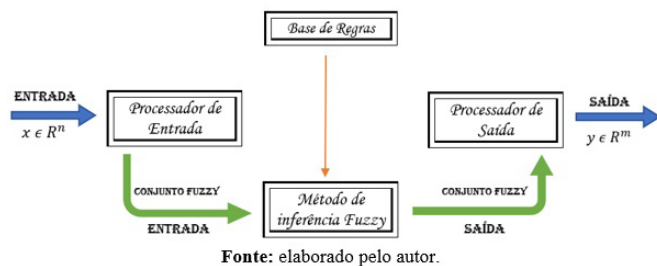 Base de Regras
ENTRADA
x ∈ Rⁿ
Processador de
Entrada
Processador de
Saída
SAÍDA
y ∈ Rᵐ
CONJUNTO FUZZY
ENTRADA
Método de
inferência Fuzzy
CONJUNTO FUZZY
SAÍDA
Fonte: elaborado pelo autor.